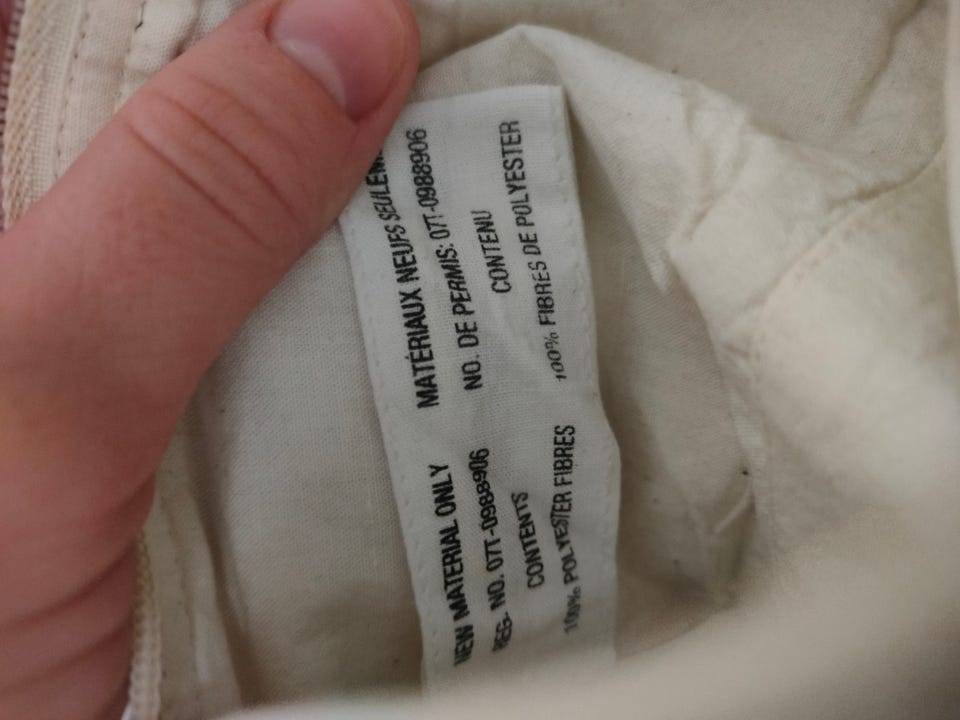 NEW MATERIAL ONLY
REG. NO. 07T-0988906
CONTENTS
100% POLYESTER FIBRES
MATÉRIAUX NEUFS SEULEM
NO. DE PERMIS: 07T-0988906
CONTENU
100% FIBRES DE POLYESTER